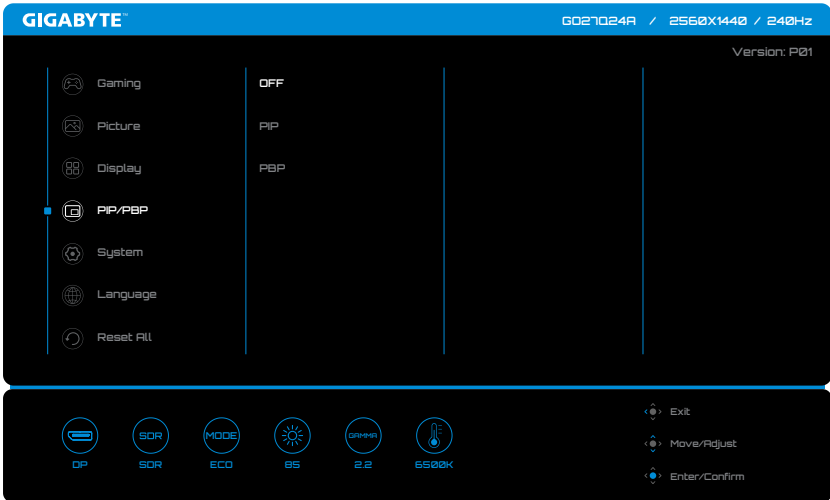 GIGABYTE™
GO27Q24A / 2560X1440 / 240Hz
Version: P01
Gaming
OFF
Picture
PIP
Display
PBP
PIP/PBP
System
Language
Reset All
SDR
MODE
GAMMA
DP
SDR
ECO
85
2.2
6500K
Exit
Move/Adjust
Enter/Confirm